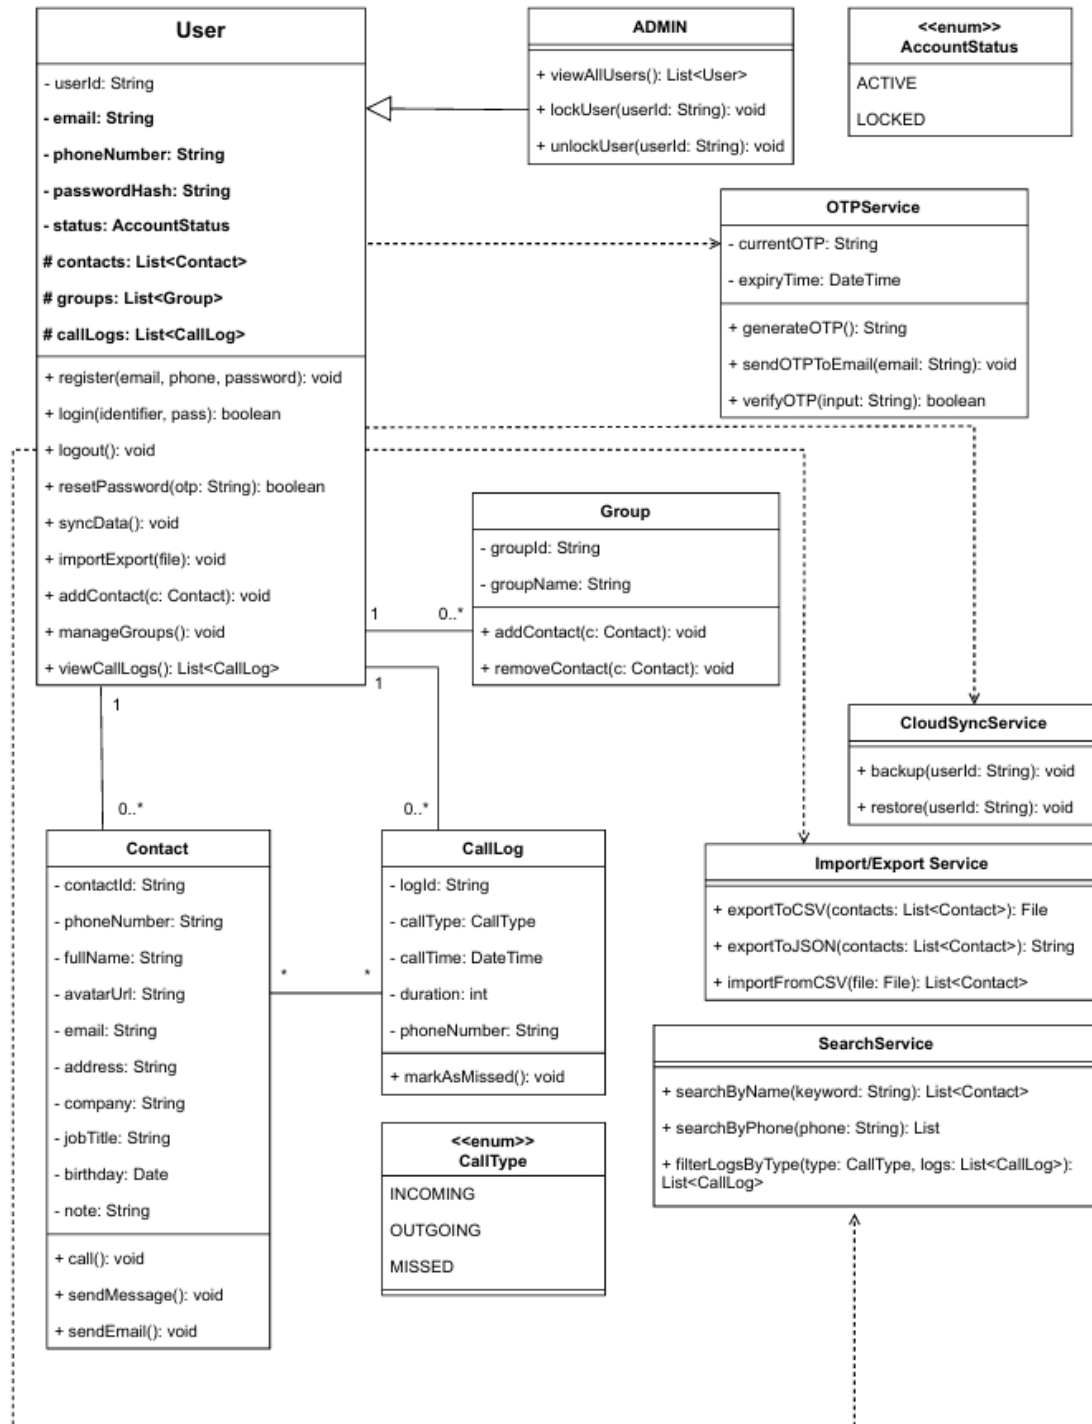 User
- userId: String
- email: String
- phoneNumber: String
- passwordHash: String
- status: AccountStatus
# contacts: List<Contact>
# groups: List<Group>
# callLogs: List<CallLog>
+ register(email, phone, password): void
+ login(identifier, pass): boolean
+ logout(): void
+ resetPassword(otp: String): boolean
+ syncData(): void
+ importExport(file): void
+ addContact(c: Contact): void
+ manageGroups(): void
+ viewCallLogs(): List<CallLog>
ADMIN
+ viewAllUsers(): List<User>
+ lockUser(userId: String): void
+ unlockUser(userId: String): void
<<enum>>
AccountStatus
ACTIVE
LOCKED
OTPService
- currentOTP: String
- expiryTime: DateTime
+ generateOTP(): String
+ sendOTPToEmail(email: String): void
+ verifyOTP(input: String): boolean
Group
- groupId: String
- groupName: String
+ addContact(c: Contact): void
+ removeContact(c: Contact): void
1
0..*
1
1
0..*
0..*
CloudSyncService
+ backup(userId: String): void
+ restore(userId: String): void
Contact
- contactId: String
- phoneNumber: String
- fullName: String
- avatarUrl: String
- email: String
- address: String
- company: String
- jobTitle: String
- birthday: Date
- note: String
+ call(): void
+ sendMessage(): void
+ sendEmail(): void
*
*
CallLog
- logId: String
- callType: CallType
- callTime: DateTime
- duration: int
- phoneNumber: String
+ markAsMissed(): void
<<enum>>
CallType
INCOMING
OUTGOING
MISSED
Import/Export Service
+ exportToCSV(contacts: List<Contact>): File
+ exportToJSON(contacts: List<Contact>): String
+ importFromCSV(file: File): List<Contact>
SearchService
+ searchByName(keyword: String): List<Contact>
+ searchByPhone(phone: String): List
+ filterLogsByType(type: CallType, logs: List<CallLog>):
List<CallLog>